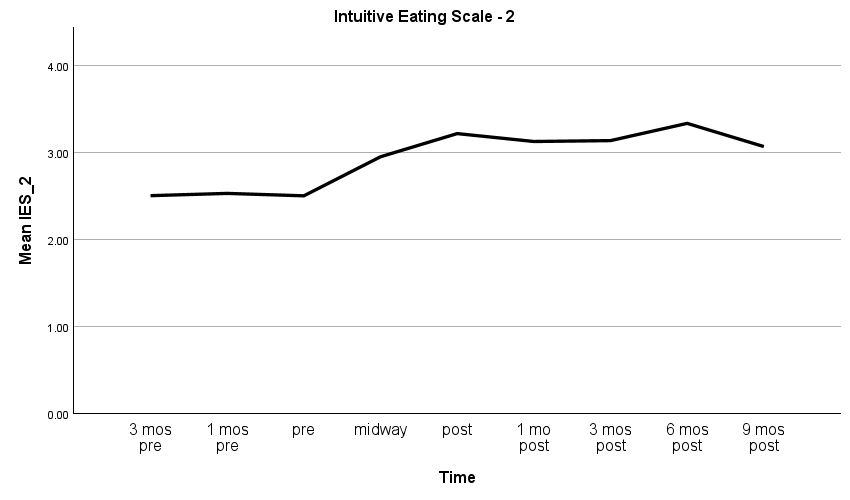 Intuitive Eating Scale - 2
4.00
3.00
2.00
1.00
0.00
Mean IES_2
3 mos
pre
1 mos
pre
pre
midway
post
1 mo
post
3 mos
post
6 mos
post
9 mos
post
Time